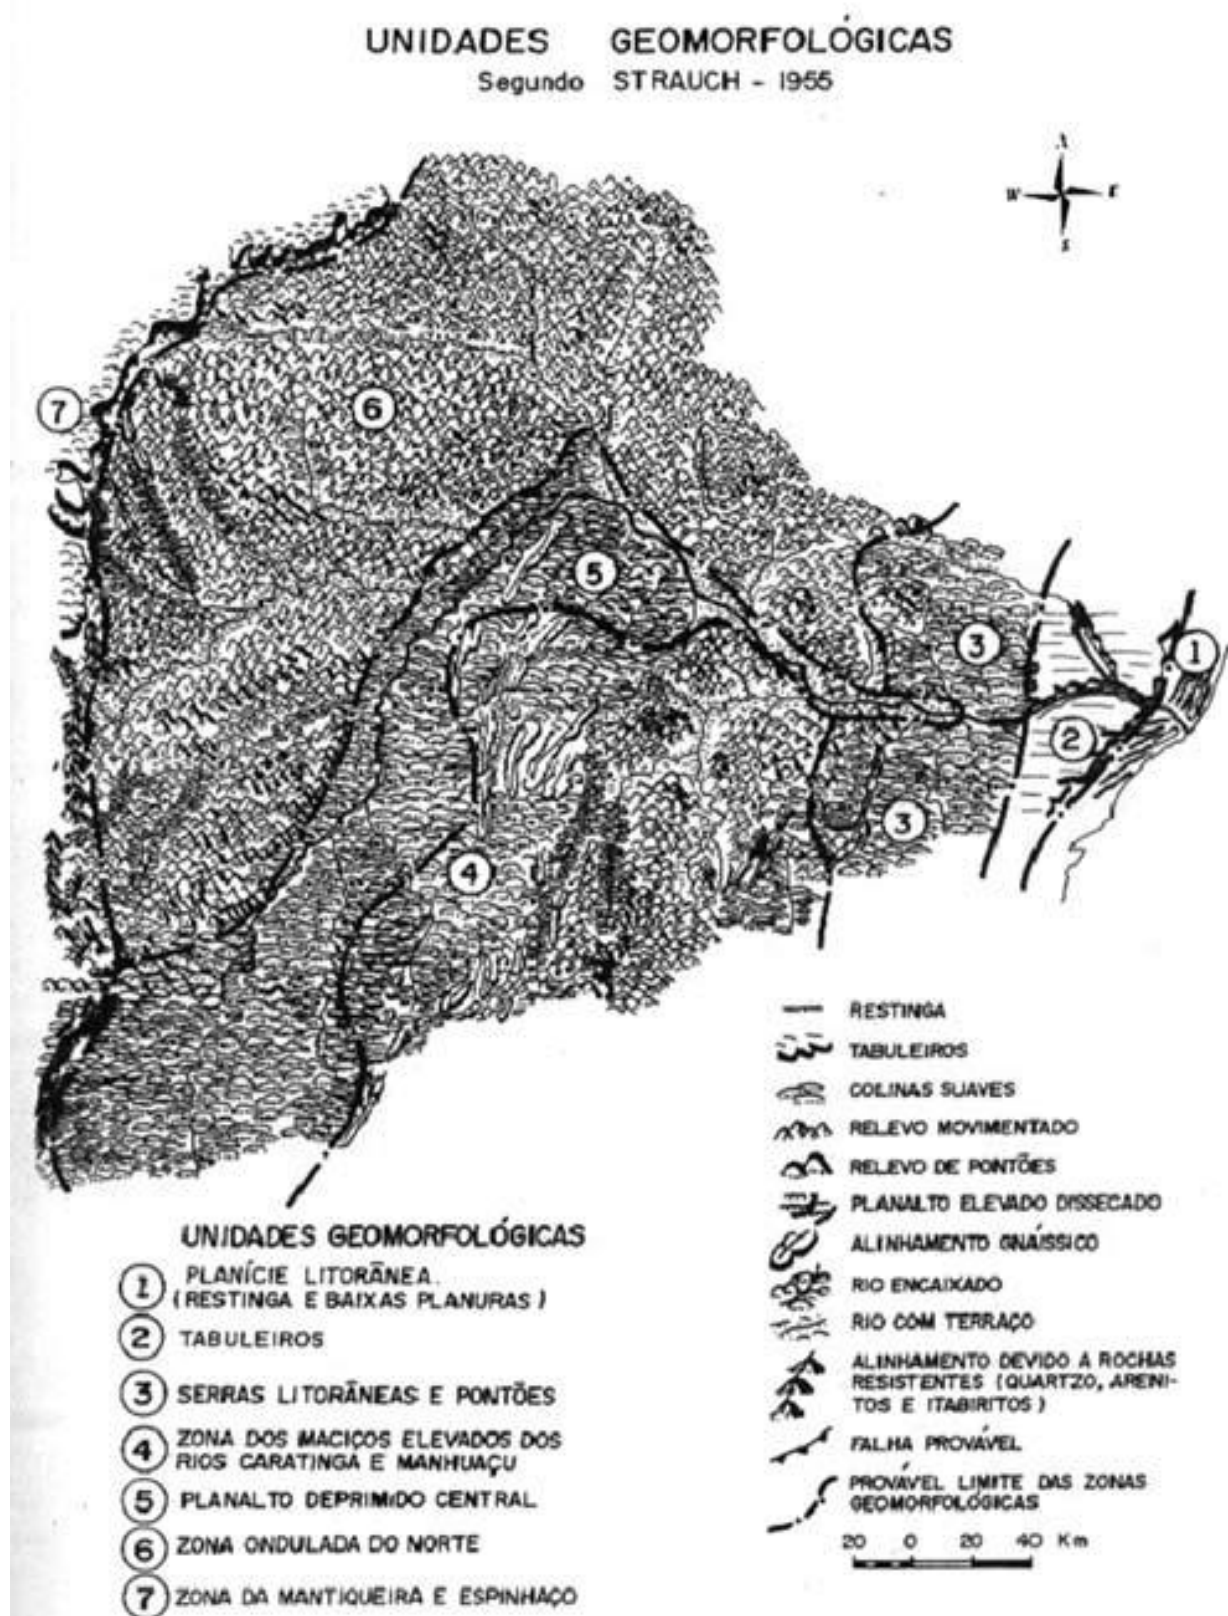 UNIDADES GEOMORFOLÓGICAS
Segundo STRAUCH - 1955
W
E
S
7
6
5
3
1
2
3
4
RESTINGA
TABULEIROS
COLINAS SUAVES
RELEVO MOVIMENTADO
RELEVO DE PONTÕES
PLANALTO ELEVADO DISSECADO
ALINHAMENTO GNAÍSSICO
RIO ENCAIXADO
RIO COM TERRAÇO
ALINHAMENTO DEVIDO A ROCHAS
RESISTENTES (QUARTZO, ARENI-
TOS E ITABIRITOS)
FALHA PROVÁVEL
PROVÁVEL LIMITE DAS ZONAS
GEOMORFOLÓGICAS
20 0 20 40 Km
UNIDADES GEOMORFOLÓGICAS
1 PLANÍCIE LITORÂNEA.
(RESTINGA E BAIXAS PLANURAS)
2 TABULEIROS
3 SERRAS LITORÂNEAS E PONTÕES
4 ZONA DOS MACIÇOS ELEVADOS DOS
RIOS CARATINGA E MANHUAÇU
5 PLANALTO DEPRIMIDO CENTRAL
6 ZONA ONDULADA DO NORTE
7 ZONA DA MANTIQUEIRA E ESPINHAÇO